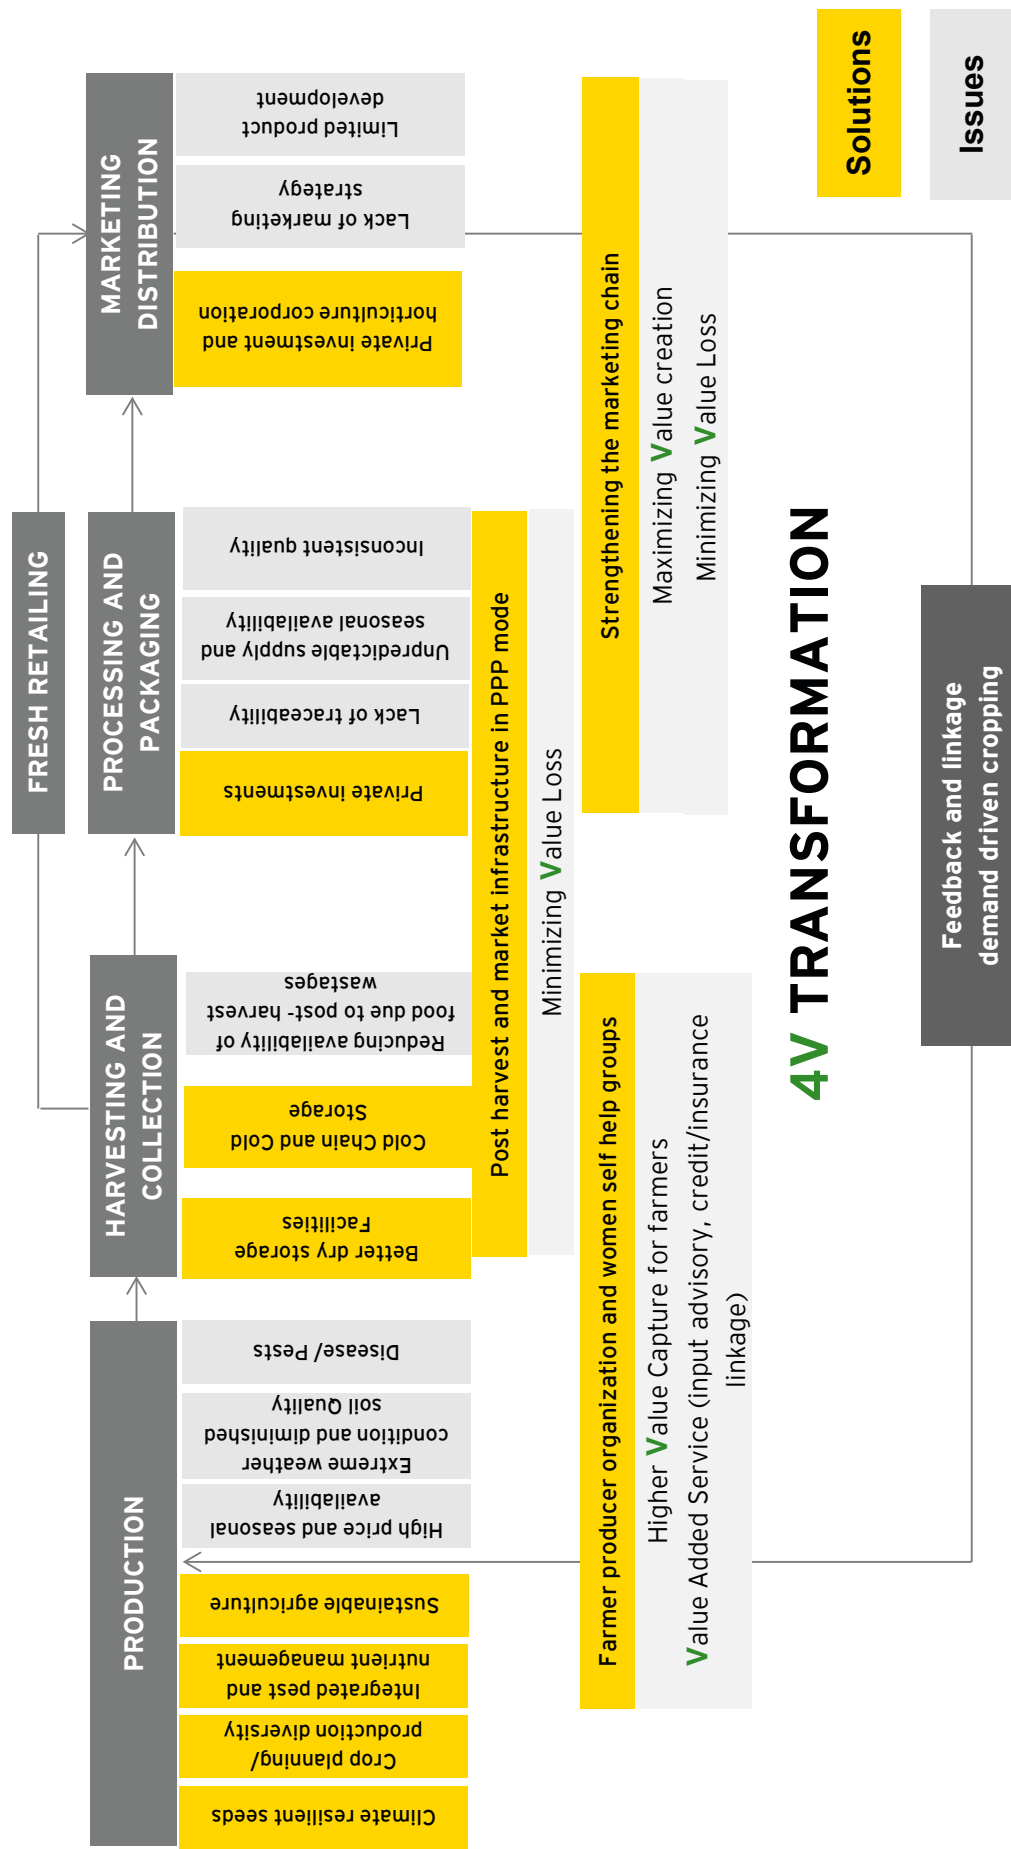 FRESH RETAILING
PRODUCTION
HARVESTING AND
COLLECTION
PROCESSING AND
PACKAGING
MARKETING
DISTRIBUTION
Climate resilient seeds
Crop planning/
production diversity
Integrated pest and
nutrient management
Sustainable agriculture
High price and seasonal
availability
Extreme weather
condition and diminished
soil Quality
Disease/ Pests
Better dry storage
Facilities
Cold Chain and Cold
Storage
Reducing availability of
food due to post- harvest
wastages
Private investments
Lack of traceability
Unpredictable supply and
seasonal availability
Inconsistent quality
Private investment and
horticulture corporation
Lack of marketing
strategy
Limited product
development
Post harvest and market infrastructure in PPP mode
Minimizing Value Loss
Farmer producer organization and women self help groups
Higher Value Capture for farmers
Value Added Service (input advisory, credit/insurance
linkage)
Strengthening the marketing chain
Maximizing Value creation
Minimizing Value Loss
4V TRANSFORMATION
Feedback and linkage
demand driven cropping
Solutions
Issues